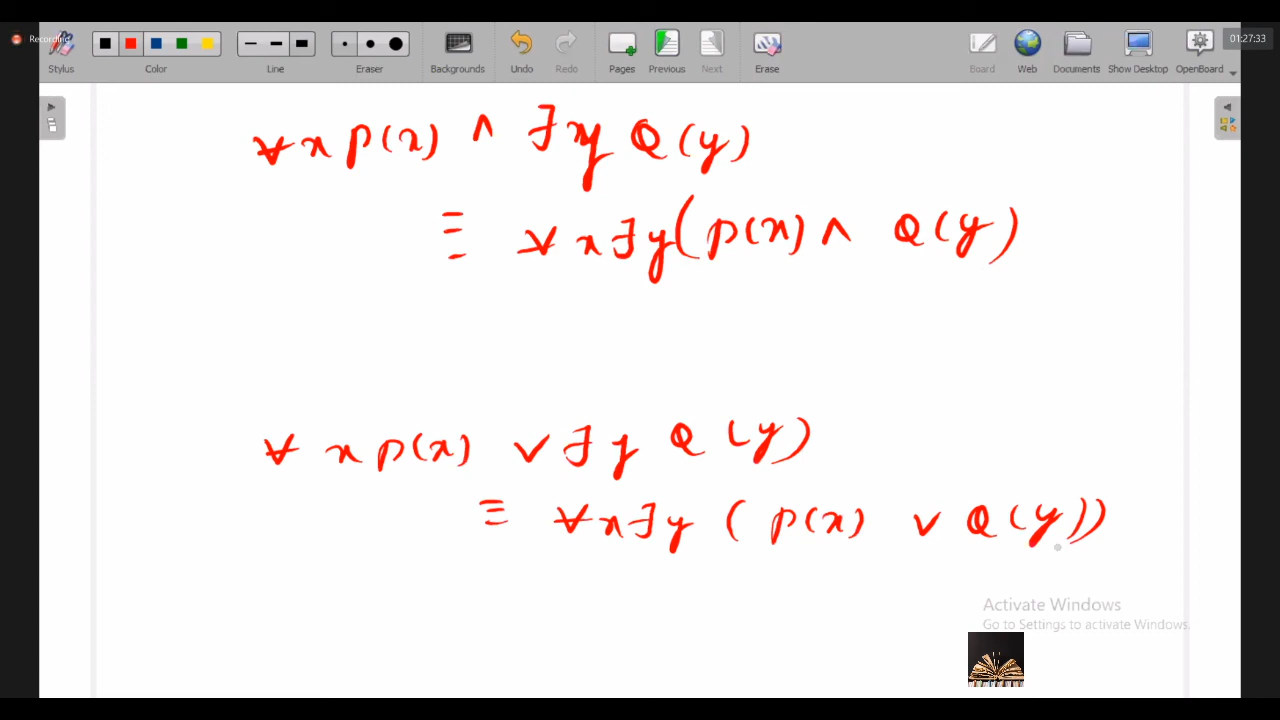 Recording
01:27:33
Stylus Color Line Eraser Backgrounds Undo Redo Pages Previous Next Erase Board Web Documents Show Desktop OpenBoard
∀x P(x) ∧ ∃y Q(y)
≡ ∀x∃y(P(x) ∧ Q(y)
∀x P(x) ∨ ∃y Q(y)
≡ ∀x∃y (P(x) ∨ Q(y))
Activate Windows
Go to Settings to activate Windows.